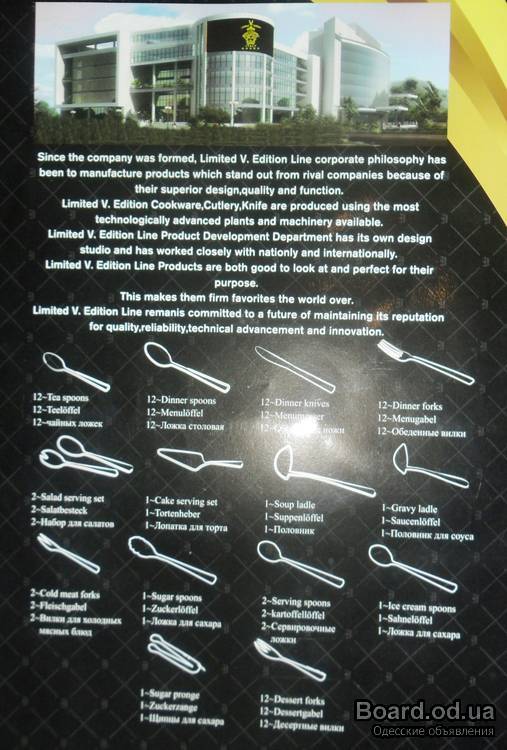 Since the company was formed, Limited V. Edition Line corporate philosophy has
been to manufacture products which stand out from rival companies because of
their superior design,quality and function.
Limited V. Edition Cookware,Cutlery,Knife are produced using the most
technologically advanced plants and machinery available.
Limited V. Edition Line Product Development Department has its own design
studio and has worked closely with nationly and internationally.
Limited V. Edition Line Products are both good to look at and perfect for their
purpose.
This makes them firm favorites the world over.
Limited V. Edition Line remanis committed to a future of maintaining its reputation
for quality,reliability,technical advancement and innovation.
12~Tea spoons
12~Teelöffel
12~чайных ложек
12~Dinner spoons
12~Menulöffel
12~Ложка столовая
12~Dinner knives
12~Menumesser
12~ ножи
12~Dinner forks
12~Menugabel
12~Обеденные вилки
2~Salad serving set
2~Salatbesteck
2~Набор для салатов
1~Cake serving set
1~Tortenheber
1~Лопатка для торта
1~Soup ladle
1~Suppenlöffel
1~Половник
1~Gravy ladle
1~Saucenlöffel
1~Половник для соуса
2~Cold meat forks
2~Fleischgabel
2~Вилки для холодных
мясных блюд
1~Sugar spoons
1~Zuckerlöffel
1~Ложка для сахара
2~Serving spoons
2~kartoffellöffel
2~Сервировочные
ложки
1~Ice cream spoons
1~Sahnelöffel
1~Ложка для сахара
1~Sugar pronge
1~Zuckerzange
1~Щипцы для сахара
12~Dessert forks
12~Dessertgabel
12~Десертные вилки
Board.od.ua
Одесские объявления